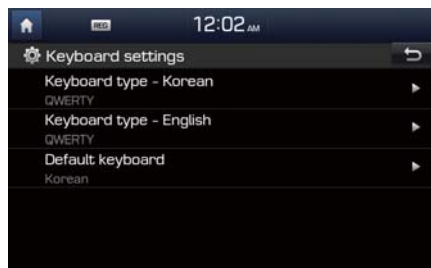 REG
12:02 AM
Keyboard settings
Keyboard type - Korean
QWERTY
Keyboard type - English
QWERTY
Default keyboard
Korean